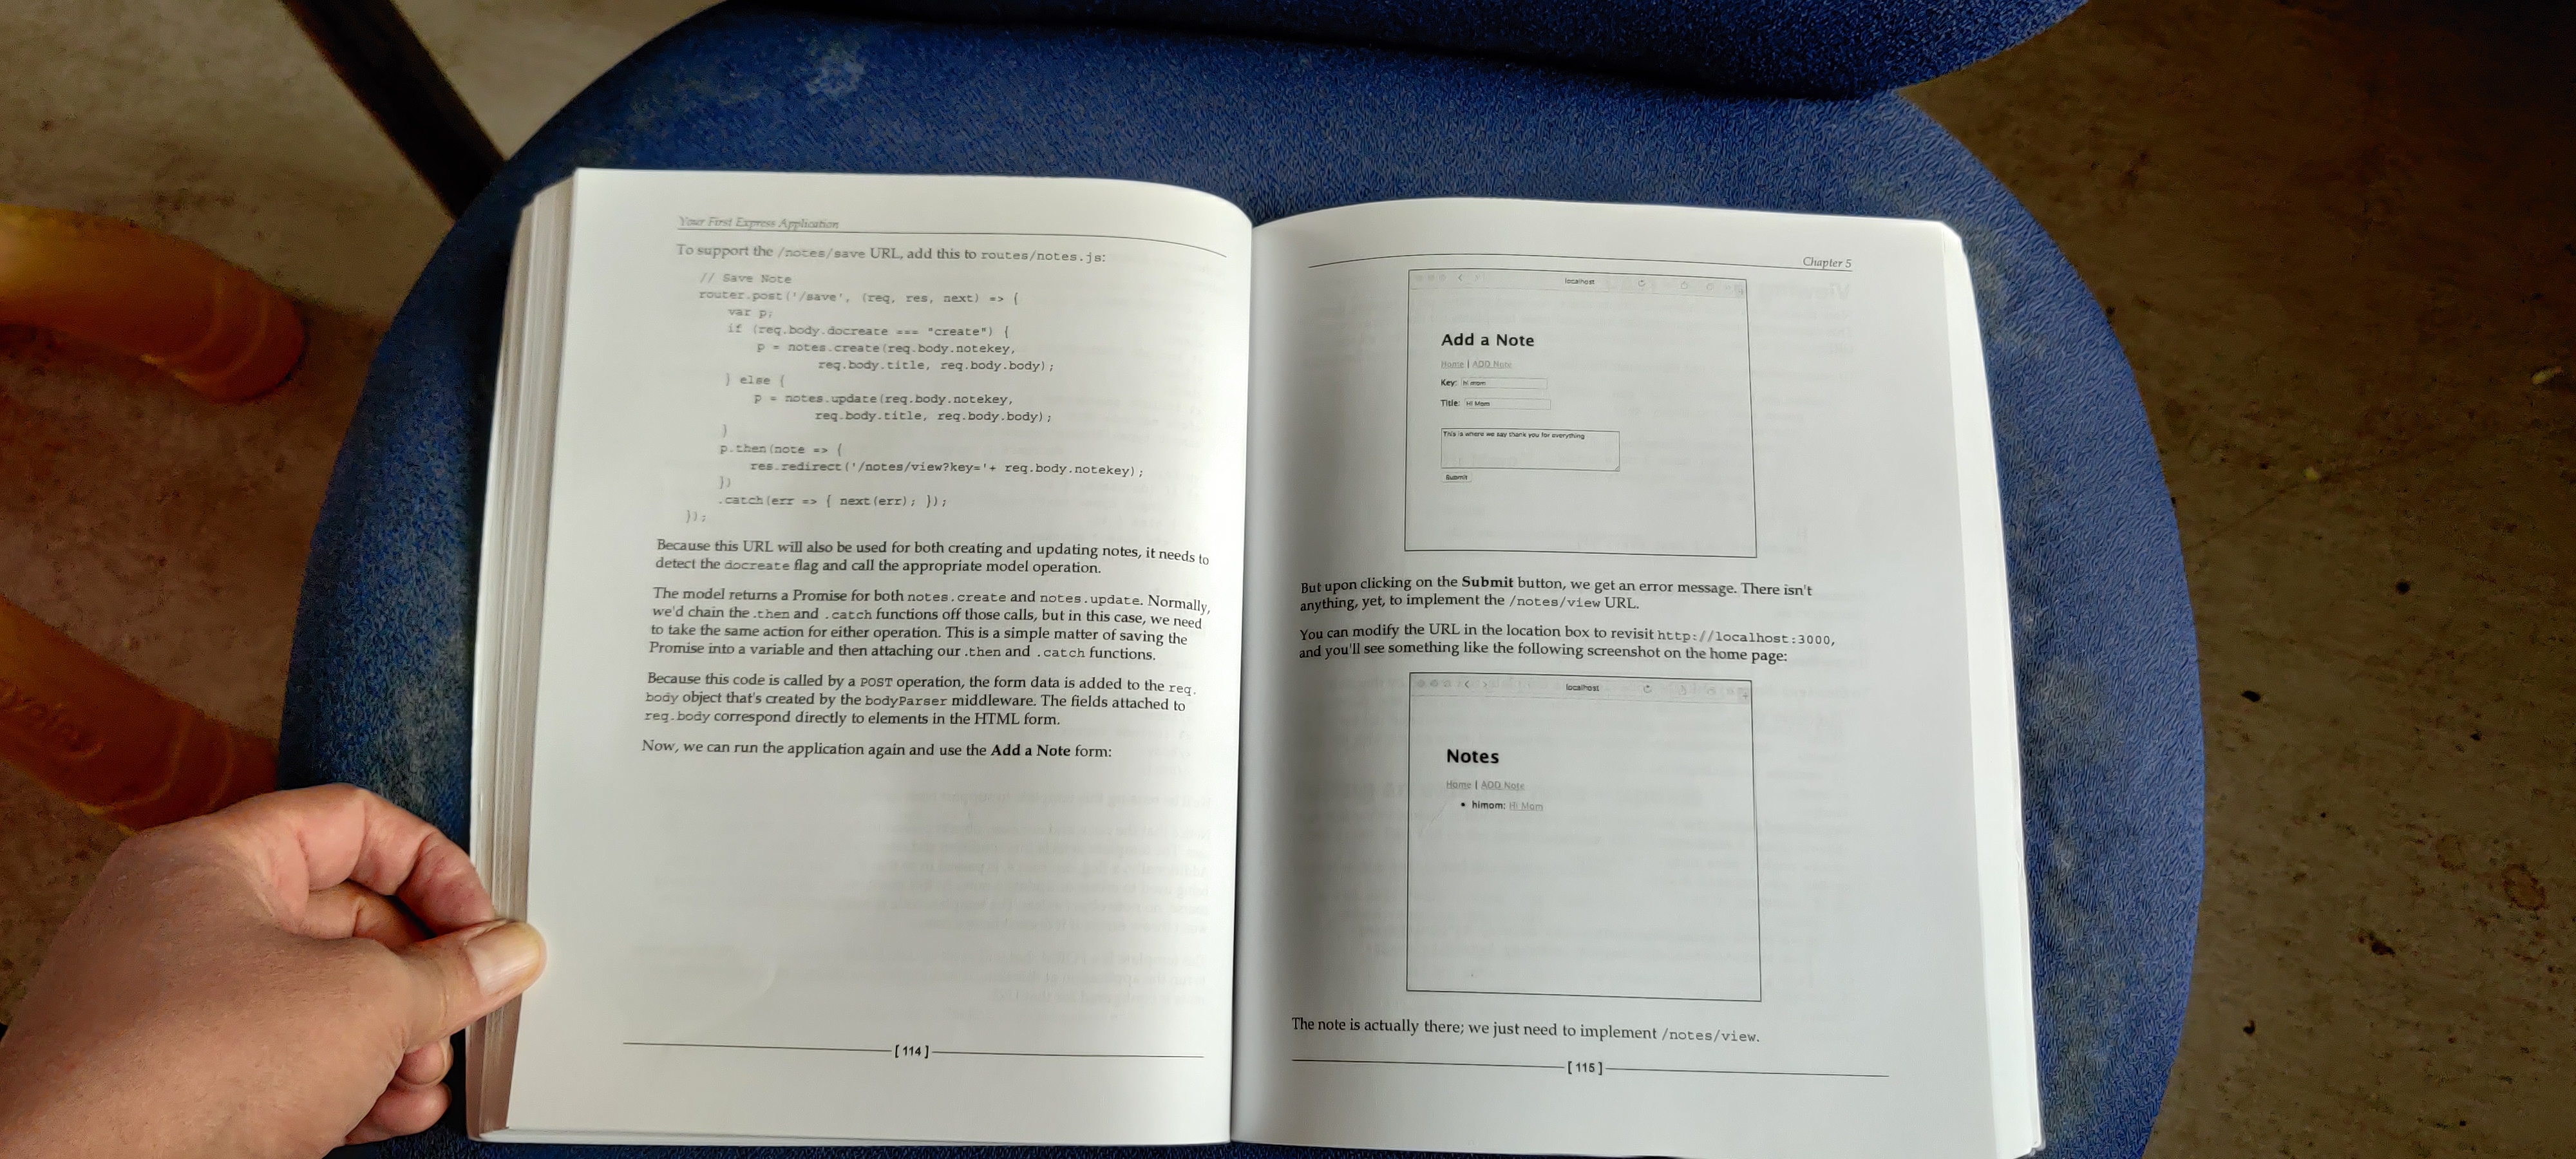 Your First Express Application
To support the /notes/save URL, add this to routes/notes.js:
// Save Note
router.post('/save', (req, res, next) => {
var p;
if (req.body.docreate === "create") {
p = notes.create(req.body.notekey,
req.body.title, req.body.body);
} else {
p = notes.update(req.body.notekey,
req.body.title, req.body.body);
}
p.then(note => {
res.redirect('/notes/view?key='+ req.body.notekey);
})
.catch(err => { next(err); });
});
Because this URL will also be used for both creating and updating notes, it needs to
detect the docreate flag and call the appropriate model operation.
The model returns a Promise for both notes.create and notes.update. Normally,
we'd chain the .then and .catch functions off those calls, but in this case, we need
to take the same action for either operation. This is a simple matter of saving the
Promise into a variable and then attaching our .then and .catch functions.
Because this code is called by a POST operation, the form data is added to the req.
body object that's created by the bodyParser middleware. The fields attached to
req.body correspond directly to elements in the HTML form.
Now, we can run the application again and use the Add a Note form:
[ 114 ]
Chapter 5
localhost
Add a Note
Home | ADD Note
Key:
Title: Hi Mom
This is where we say thank you for everything
Submit
But upon clicking on the Submit button, we get an error message. There isn't
anything, yet, to implement the /notes/view URL.
You can modify the URL in the location box to revisit http://localhost:3000,
and you'll see something like the following screenshot on the home page:
localhost
Notes
Home | ADD Note
• himom: Hi Mom
The note is actually there; we just need to implement /notes/view.
[ 115 ]